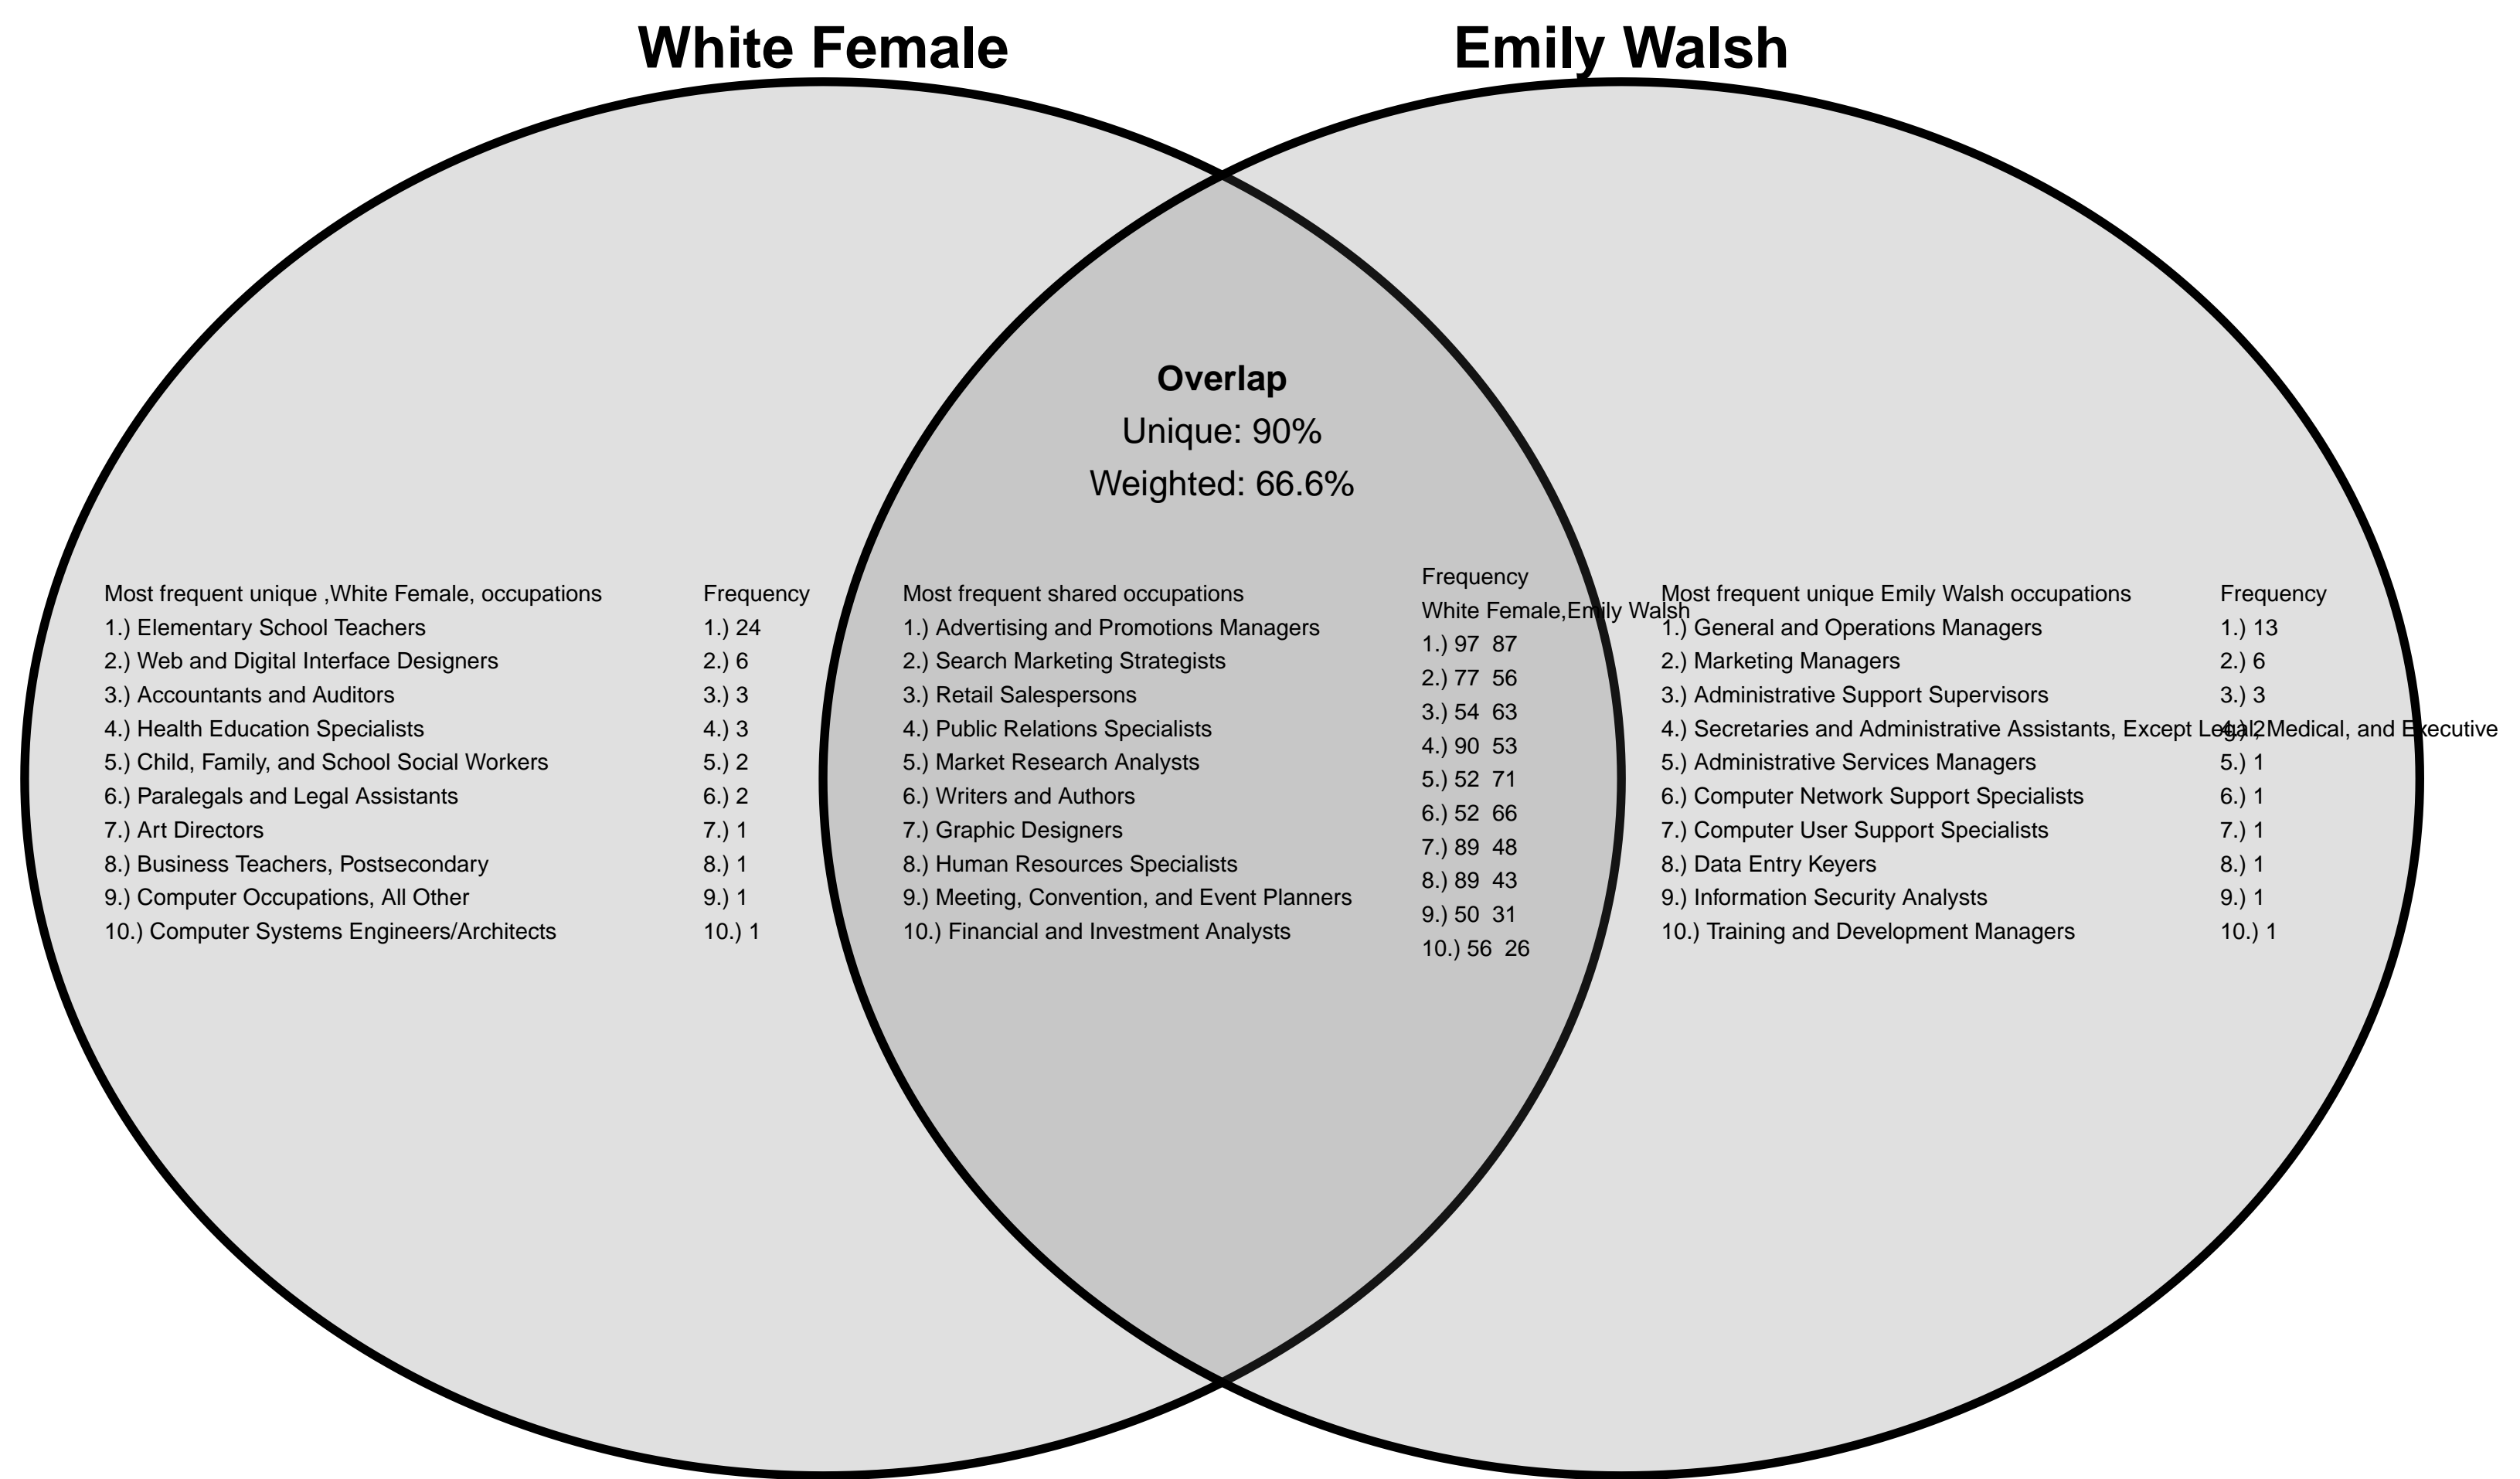 White Female
Emily Walsh
Overlap
Unique: 90%
Weighted: 66.6%
Most frequent unique ,White Female, occupations
1.) Elementary School Teachers
2.) Web and Digital Interface Designers
3.) Accountants and Auditors
4.) Health Education Specialists
5.) Child, Family, and School Social Workers
6.) Paralegals and Legal Assistants
7.) Art Directors
8.) Business Teachers, Postsecondary
9.) Computer Occupations, All Other
10.) Computer Systems Engineers/Architects
Frequency
1.) 24
2.) 6
3.) 3
4.) 3
5.) 2
6.) 2
7.) 1
8.) 1
9.) 1
10.) 1
Most frequent shared occupations
1.) Advertising and Promotions Managers
2.) Search Marketing Strategists
3.) Retail Salespersons
4.) Public Relations Specialists
5.) Market Research Analysts
6.) Writers and Authors
7.) Graphic Designers
8.) Human Resources Specialists
9.) Meeting, Convention, and Event Planners
10.) Financial and Investment Analysts
Frequency
White Female,Emily Walsh
1.) 97 87
2.) 77 56
3.) 54 63
4.) 90 53
5.) 52 71
6.) 52 66
7.) 89 48
8.) 89 43
9.) 50 31
10.) 56 26
Most frequent unique Emily Walsh occupations
1.) General and Operations Managers
2.) Marketing Managers
3.) Administrative Support Supervisors
4.) Secretaries and Administrative Assistants, Except Legal, Medical, and Executive
5.) Administrative Services Managers
6.) Computer Network Support Specialists
7.) Computer User Support Specialists
8.) Data Entry Keyers
9.) Information Security Analysts
10.) Training and Development Managers
Frequency
1.) 13
2.) 6
3.) 3
4.) 2
5.) 1
6.) 1
7.) 1
8.) 1
9.) 1
10.) 1